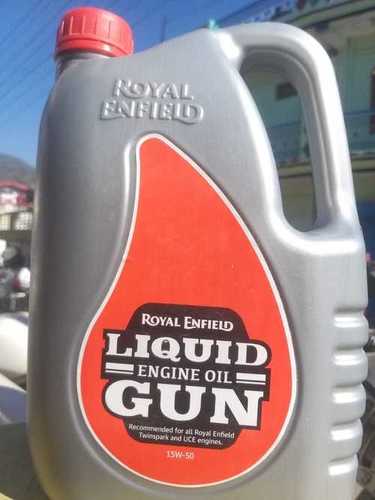 ROYAL
ENFIELD
ROYAL ENFIELD
LIQUID
ENGINE OIL
GUN
Recommended for all Royal Enfield
Twinspark and UCE engines.
15W-50